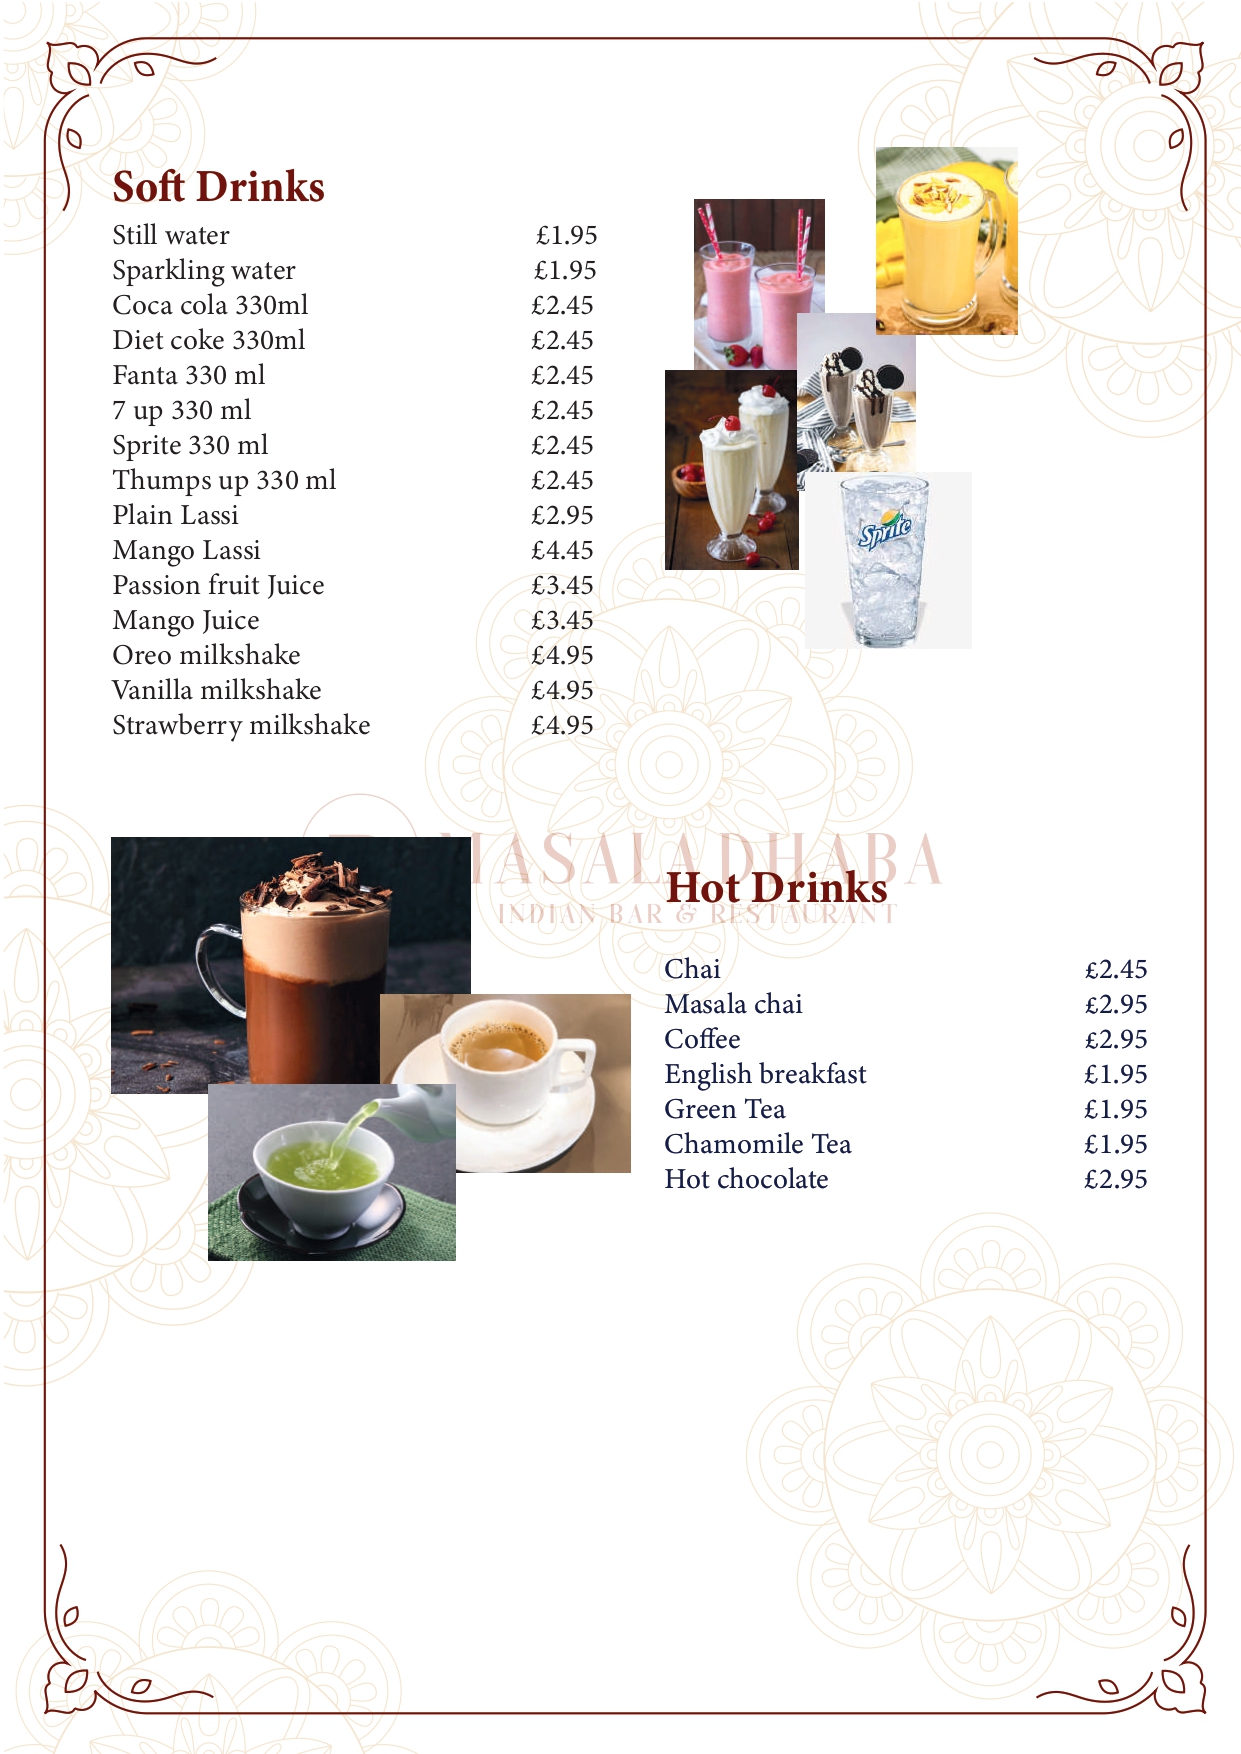 Soft Drinks
Still water £1.95
Sparkling water £1.95
Coca cola 330ml £2.45
Diet coke 330ml £2.45
Fanta 330 ml £2.45
7 up 330 ml £2.45
Sprite 330 ml £2.45
Thumps up 330 ml £2.45
Plain Lassi £2.95
Mango Lassi £4.45
Passion fruit Juice £3.45
Mango Juice £3.45
Oreo milkshake £4.95
Vanilla milkshake £4.95
Strawberry milkshake £4.95
Sprite
MASALA DHABA
INDIAN BAR & RESTAURANT
Hot Drinks
Chai £2.45
Masala chai £2.95
Coffee £2.95
English breakfast £1.95
Green Tea £1.95
Chamomile Tea £1.95
Hot chocolate £2.95